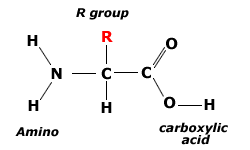 R group
H R O
N C C
H H O H
Amino carboxylic
acid